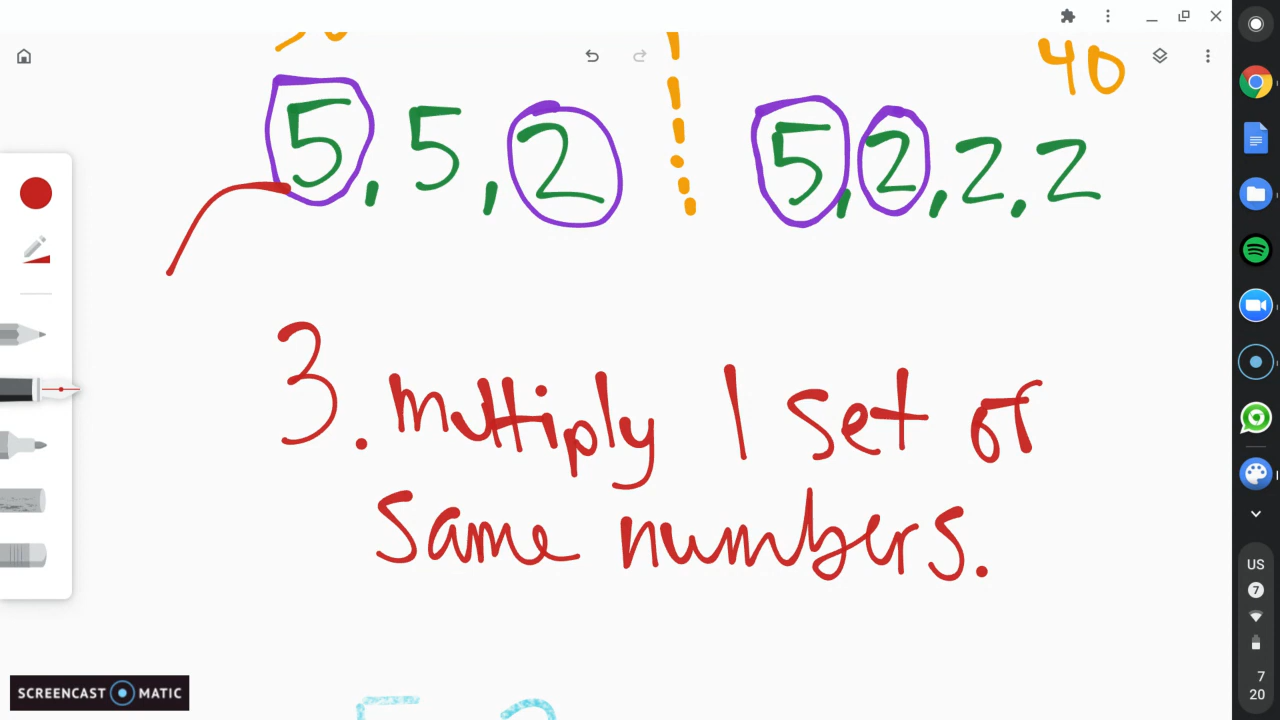 40
5, 5, 2 5, 2, 2, 2
3. multiply 1 set of
same numbers.
SCREENCAST MATIC
US
7
7
20